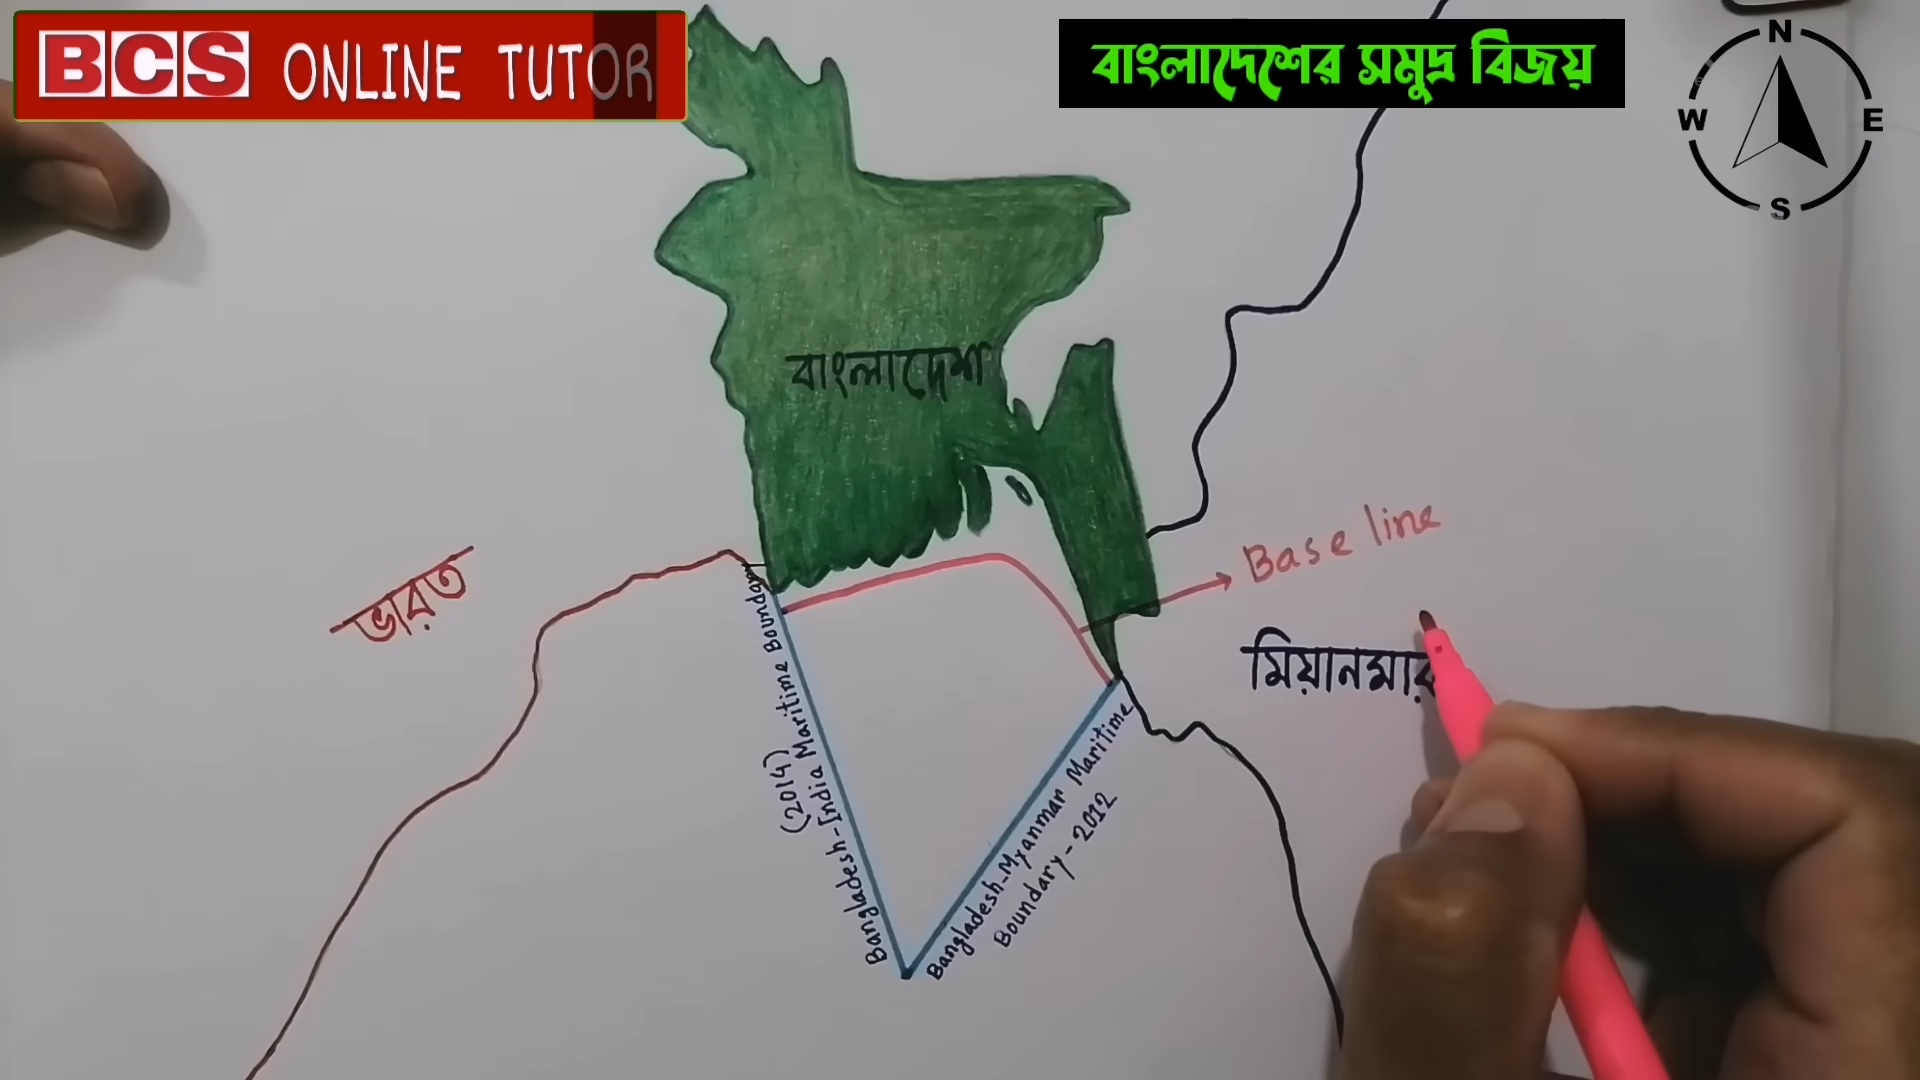 BCS ONLINE TUTOR
বাংলাদেশের সমুদ্র বিজয়
N
W E
S
বাংলাদেশ
Base line
ভারত
মিয়ানমার
Bangladesh-India Maritime Boundary
(2014)
Bangladesh-Myanmar Maritime
Boundary - 2012